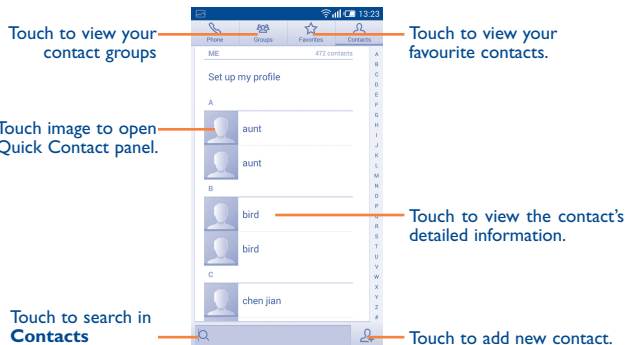 13:23
Phone Groups Favorites Contacts
Touch to view your
contact groups
Touch to view your
favourite contacts.
ME 472 contacts
Set up my profile
A
Touch image to open
Quick Contact panel.
aunt
aunt
B
bird
Touch to view the contact's
detailed information.
bird
C
chen jian
A
B
C
D
E
F
G
H
I
J
K
L
M
N
O
P
Q
R
S
T
U
V
W
X
Y
Z
#
Touch to search in
Contacts
Touch to add new contact.